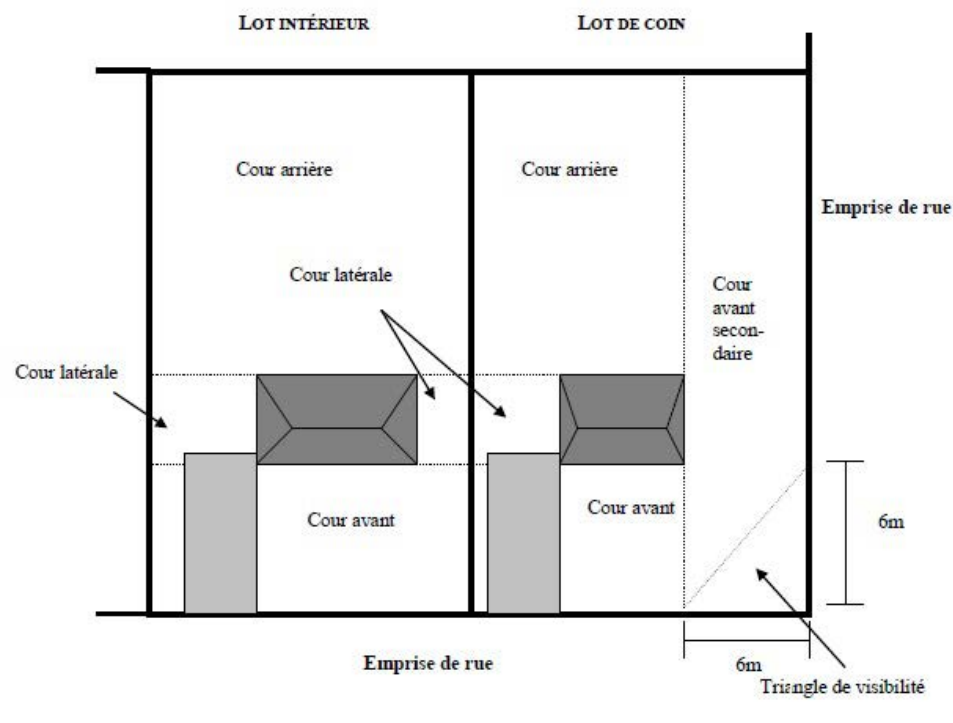 LOT INTÉRIEUR
LOT DE COIN
Cour arrière
Cour arrière
Emprise de rue
Cour latérale
Cour
avant
secon-
daire
Cour latérale
Cour avant
Cour avant
6m
Emprise de rue
6m
Triangle de visibilité